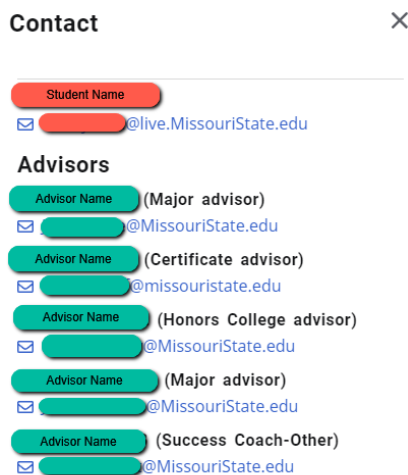 Contact
Student Name
@live.MissouriState.edu
Advisors
Advisor Name (Major advisor)
@MissouriState.edu
Advisor Name (Certificate advisor)
@missouristate.edu
Advisor Name (Honors College advisor)
@MissouriState.edu
Advisor Name (Major advisor)
@MissouriState.edu
Advisor Name (Success Coach-Other)
@MissouriState.edu